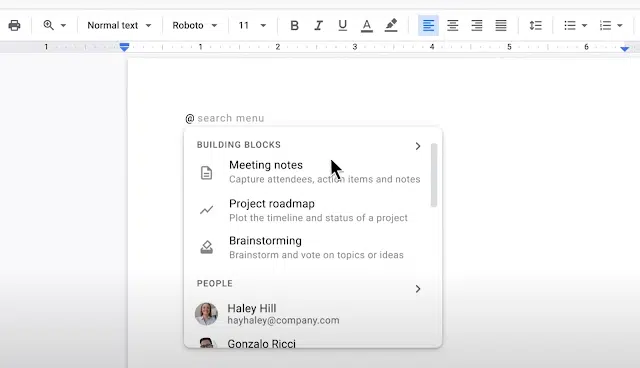 Normal text Roboto 11 B I U A
1 1 2 3 4 5 6
@ search menu
BUILDING BLOCKS
Meeting notes
Capture attendees, action items and notes
Project roadmap
Plot the timeline and status of a project
Brainstorming
Brainstorm and vote on topics or ideas
PEOPLE
Haley Hill
hayhaley@company.com
Gonzalo Ricci